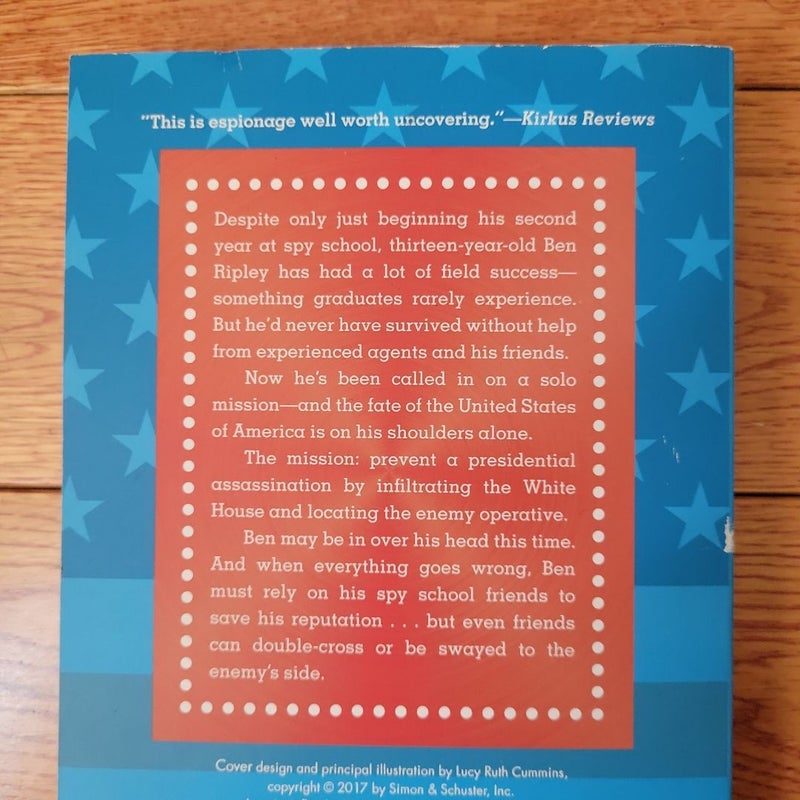 "This is espionage well worth uncovering."—Kirkus Reviews
Despite only just beginning his second
year at spy school, thirteen-year-old Ben
Ripley has had a lot of field success—
something graduates rarely experience.
But he'd never have survived without help
from experienced agents and his friends.
Now he's been called in on a solo
mission—and the fate of the United States
of America is on his shoulders alone.
The mission: prevent a presidential
assassination by infiltrating the White
House and locating the enemy operative.
Ben may be in over his head this time.
And when everything goes wrong, Ben
must rely on his spy school friends to
save his reputation . . . but even friends
can double-cross or be swayed to the
enemy's side.
Cover design and principal illustration by Lucy Ruth Cummins,
copyright © 2017 by Simon & Schuster, Inc.